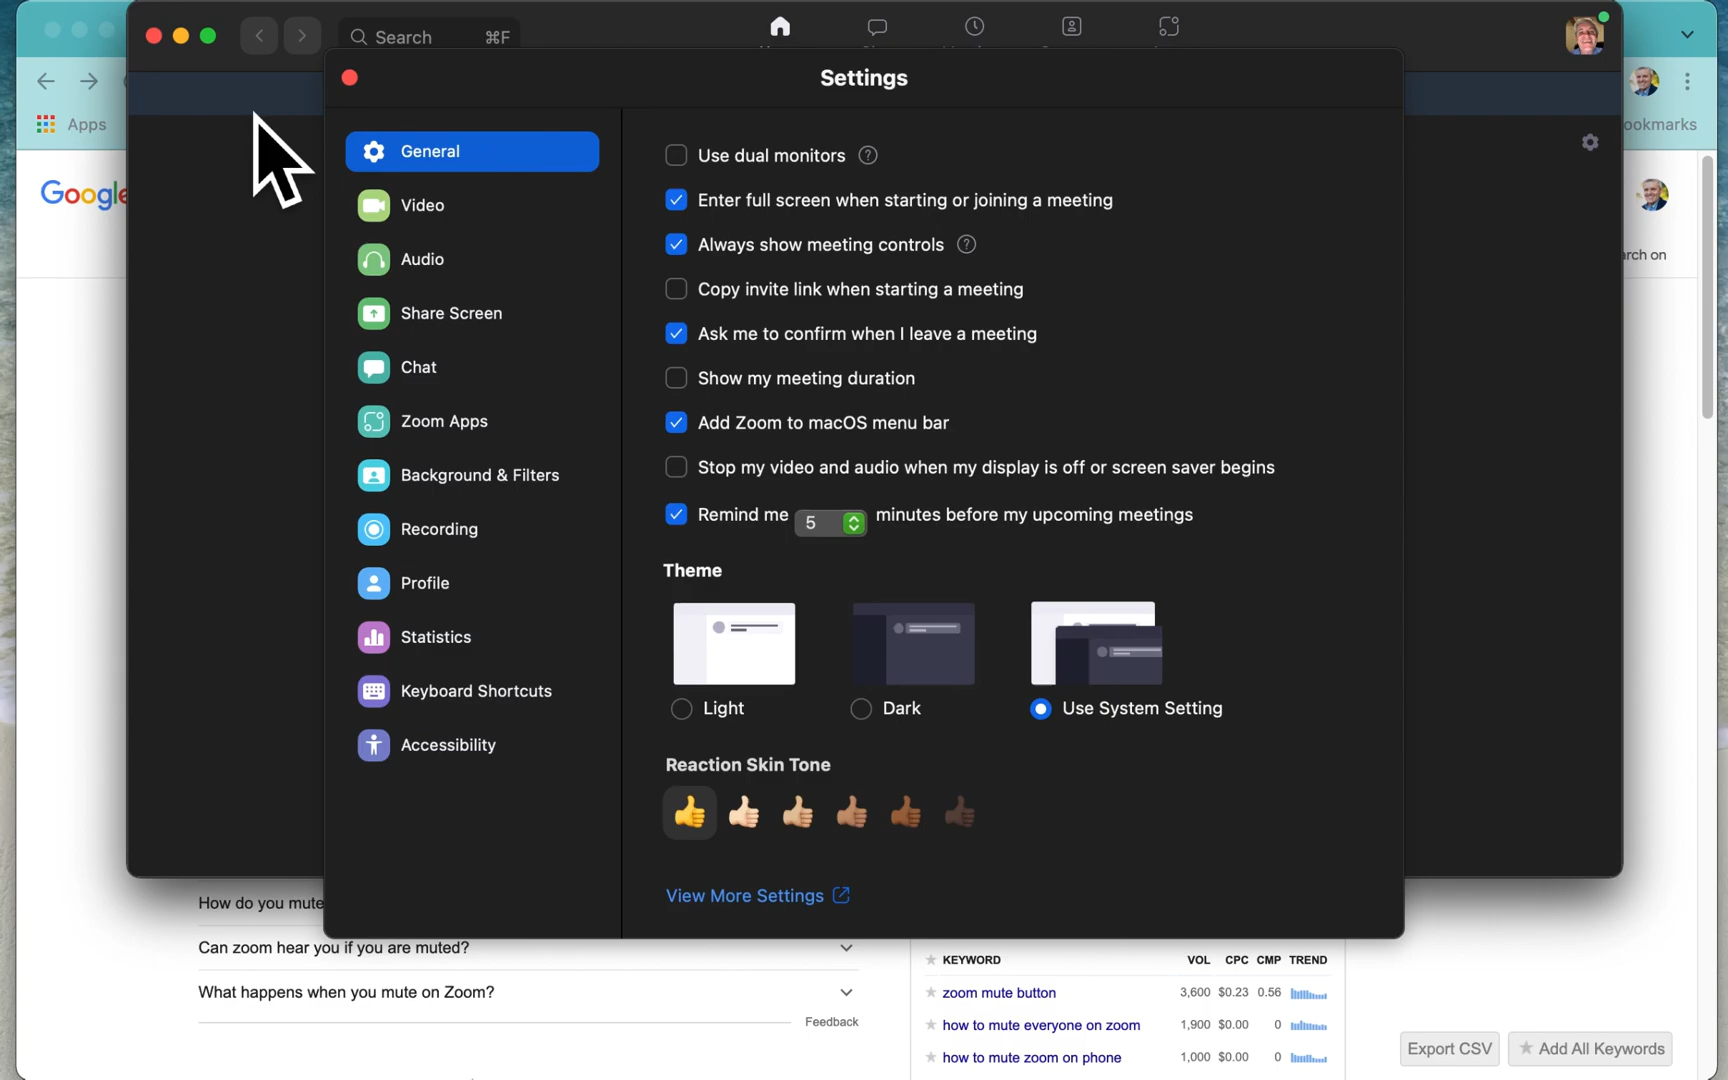 Search ⌘F
Settings
Apps
ookmarks
Google
arch on
General
Video
Audio
Share Screen
Chat
Zoom Apps
Background & Filters
Recording
Profile
Statistics
Keyboard Shortcuts
Accessibility
Use dual monitors ?
Enter full screen when starting or joining a meeting
Always show meeting controls ?
Copy invite link when starting a meeting
Ask me to confirm when I leave a meeting
Show my meeting duration
Add Zoom to macOS menu bar
Stop my video and audio when my display is off or screen saver begins
Remind me 5 minutes before my upcoming meetings
Theme
Light Dark Use System Setting
Reaction Skin Tone
View More Settings
How do you mute
Can zoom hear you if you are muted?
What happens when you mute on Zoom?
Feedback
KEYWORD VOL CPC CMP TREND
zoom mute button 3,600 $0.23 0.56
how to mute everyone on zoom 1,900 $0.00 0
how to mute zoom on phone 1,000 $0.00 0
Export CSV Add All Keywords